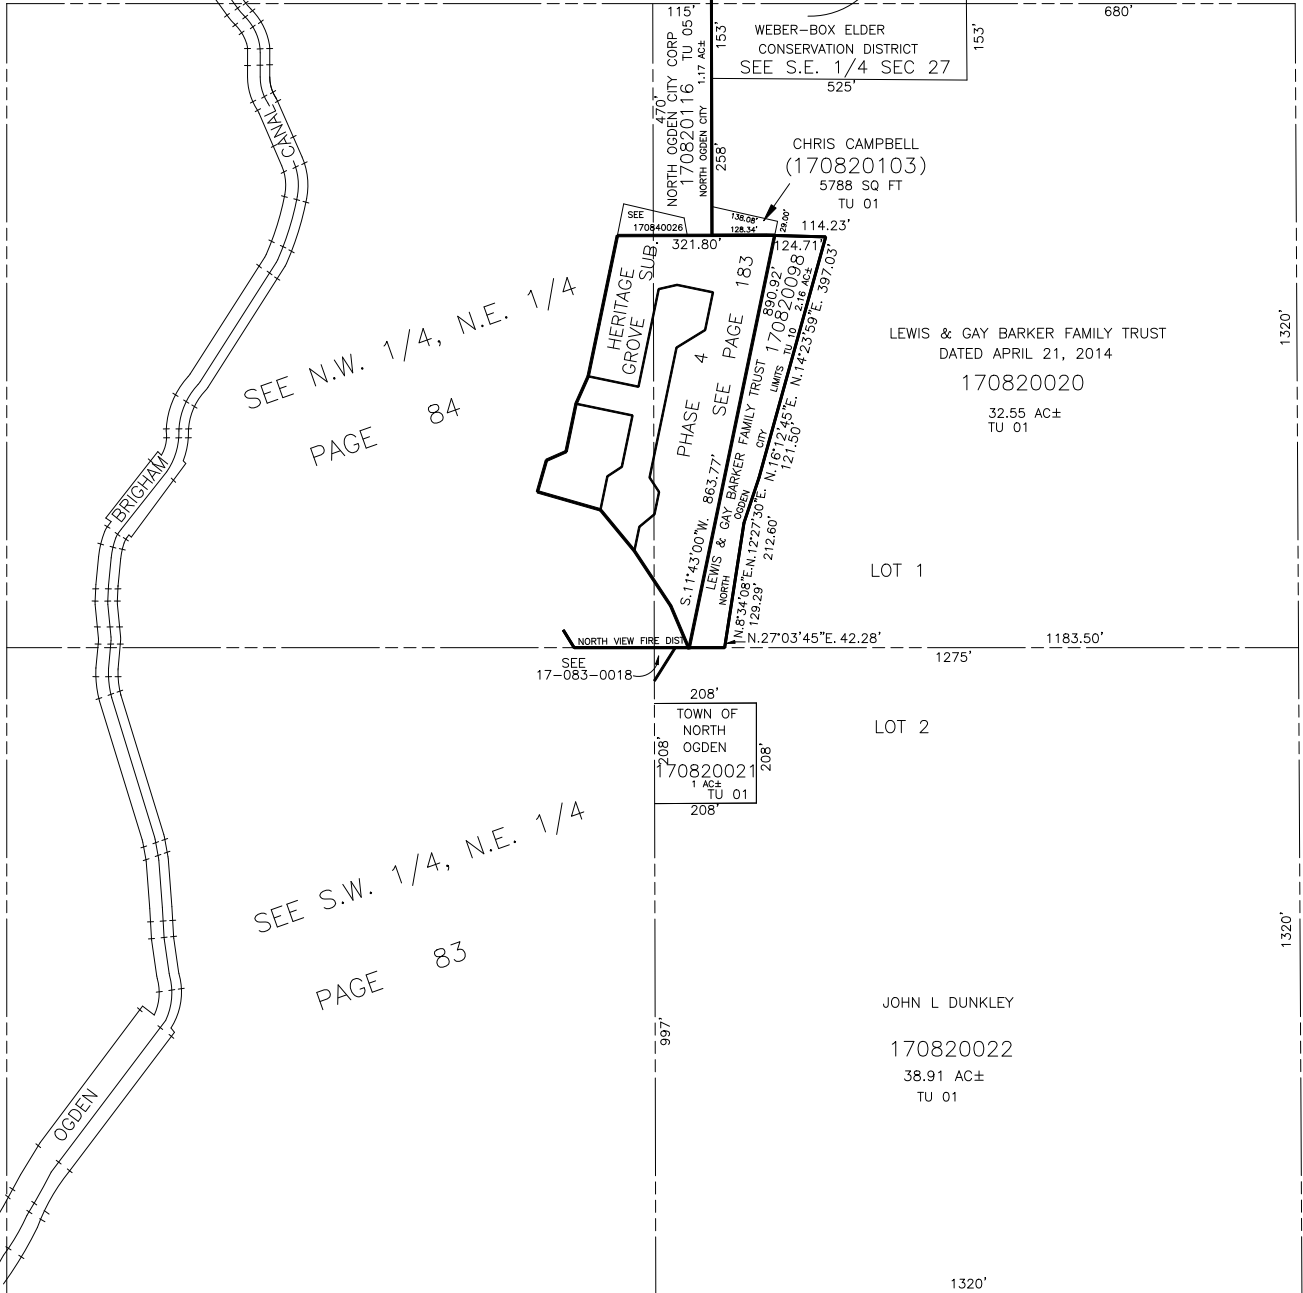 115'
680'
NORTH OGDEN CITY CORP
170820116 TU 05
1.17 AC±
NORTH OGDEN CITY
470'
153'
258'
WEBER-BOX ELDER
CONSERVATION DISTRICT
SEE S.E. 1/4 SEC 27
525'
153'
CANAL
CHRIS CAMPBELL
(170820103)
5788 SQ FT
TU 01
SEE
170840026
138.08'
128.34'
29.00'
114.23'
321.80'
124.71'
HERITAGE
GROVE SUB.
PHASE 4
SEE PAGE 183
890.92'
S.11°43'00"W. 863.77'
LEWIS & GAY BARKER FAMILY TRUST 170820098
TU 10 2.16 AC±
NORTH OGDEN CITY LIMITS
N.14°23'59"E. 397.03'
N.16°12'45"E.
121.50'
N.12°27'30"E.
212.60'
N.8°34'08"E.
129.29'
N.27°03'45"E. 42.28'
SEE N.W. 1/4, N.E. 1/4
PAGE 84
LEWIS & GAY BARKER FAMILY TRUST
DATED APRIL 21, 2014
170820020
32.55 AC±
TU 01
1320'
BRIGHAM
LOT 1
NORTH VIEW FIRE DIST
SEE
17-083-0018
1183.50'
1275'
208'
TOWN OF
NORTH
OGDEN
170820021
1 AC±
TU 01
208'
208'
208'
LOT 2
SEE S.W. 1/4, N.E. 1/4
PAGE 83
1320'
997'
JOHN L DUNKLEY
170820022
38.91 AC±
TU 01
OGDEN
1320'